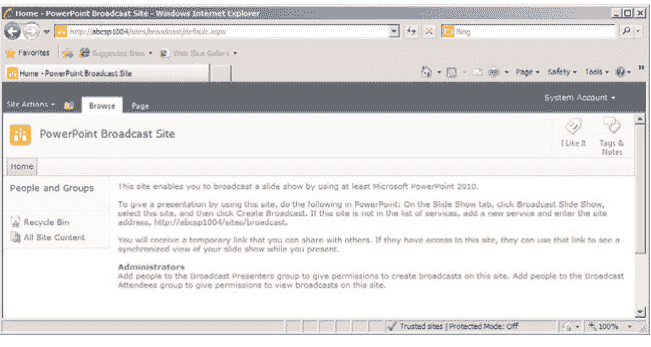 Home - PowerPoint Broadcast Site - Windows Internet Explorer
http://abcsp1004/sites/broadcast/default.aspx
Bing
Favorites Suggested Sites Web Slice Gallery
Home - PowerPoint Broadcast Site
Page Safety Tools
Site Actions Browse Page System Account
PowerPoint Broadcast Site
I Like It Tags & Notes
Home
People and Groups
Recycle Bin
All Site Content
This site enables you to broadcast a slide show by using at least Microsoft PowerPoint 2010.
To give a presentation by using this site, do the following in PowerPoint: On the Slide Show tab, click Broadcast Slide Show,
select this site, and then click Create Broadcast. If this site is not in the list of services, add a new service and enter the site
address, http://abcsp1004/sites/broadcast.
You will receive a temporary link that you can share with others. If they have access to this site, they can use that link to see a
synchronized view of your slide show while you present.
Administrators
Add people to the Broadcast Presenters group to give permissions to create broadcasts on this site. Add people to the Broadcast
Attendees group to give permissions to view broadcasts on this site.
Trusted sites | Protected Mode: Off 100%